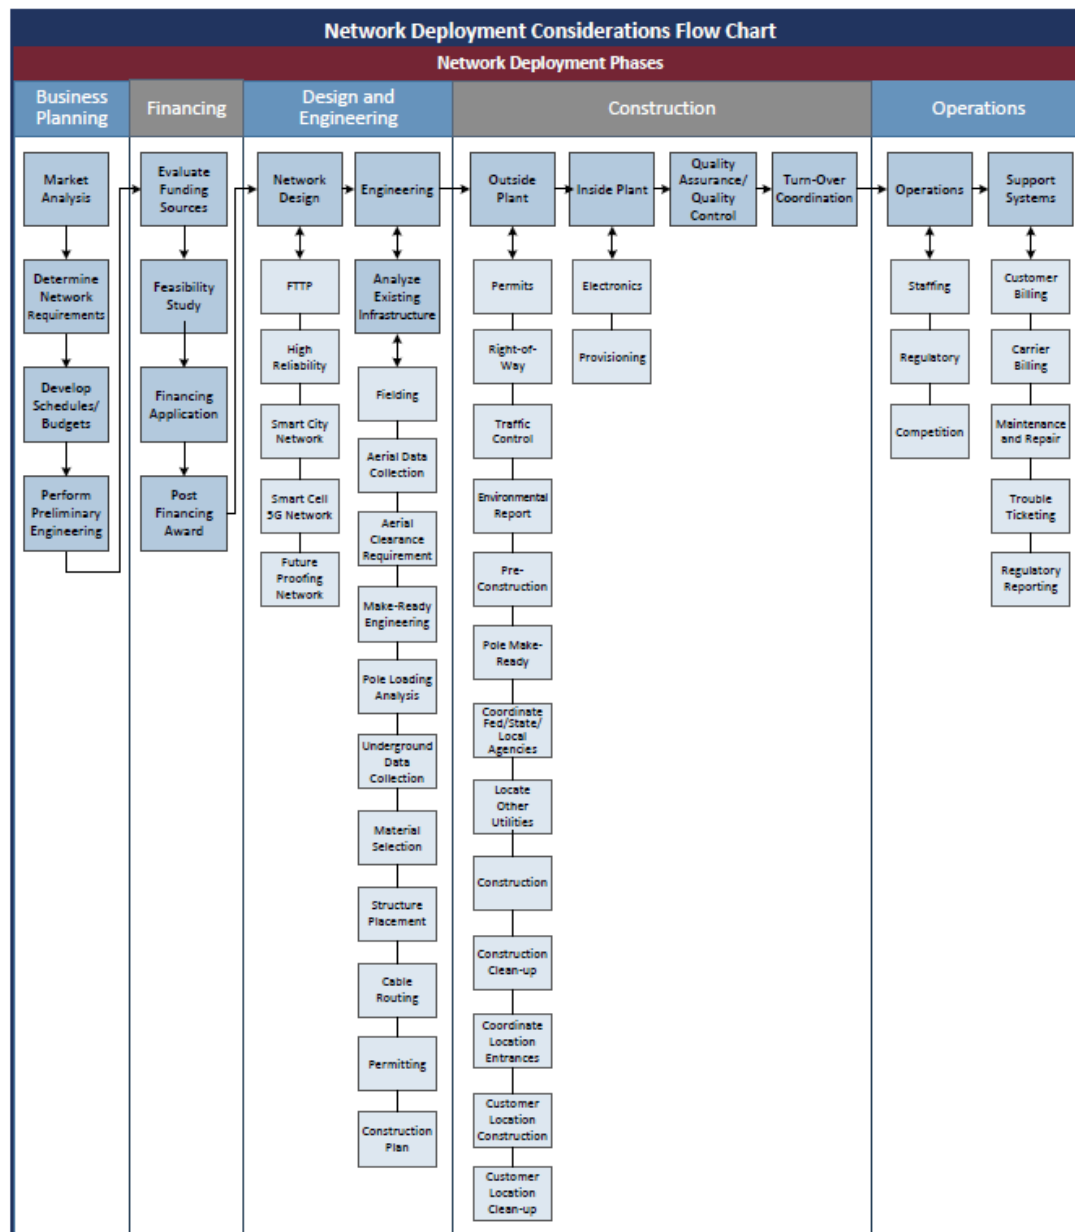 Network Deployment Considerations Flow Chart
Network Deployment Phases
Business
Planning
Financing
Design and
Engineering
Construction
Operations
Market
Analysis
Determine
Network
Requirements
Develop
Schedules/
Budgets
Perform
Preliminary
Engineering
Evaluate
Funding
Sources
Feasibility
Study
Financing
Application
Post
Financing
Award
Network
Design
FTTP
High
Reliability
Smart City
Network
Smart Cell
5G Network
Future
Proofing
Network
Engineering
Analyze
Existing
Infrastructure
Fielding
Aerial Data
Collection
Aerial
Clearance
Requirement
Make-Ready
Engineering
Pole Loading
Analysis
Underground
Data
Collection
Material
Selection
Structure
Placement
Cable
Routing
Permitting
Construction
Plan
Outside
Plant
Permits
Right-of-
Way
Traffic
Control
Environmental
Report
Pre-
Construction
Pole Make-
Ready
Coordinate
Fed/State/
Local
Agencies
Locate
Other
Utilities
Construction
Construction
Clean-up
Coordinate
Location
Entrances
Customer
Location
Construction
Customer
Location
Clean-up
Inside Plant
Electronics
Provisioning
Quality
Assurance/
Quality
Control
Turn-Over
Coordination
Operations
Staffing
Regulatory
Competition
Support
Systems
Customer
Billing
Carrier
Billing
Maintenance
and Repair
Trouble
Ticketing
Regulatory
Reporting